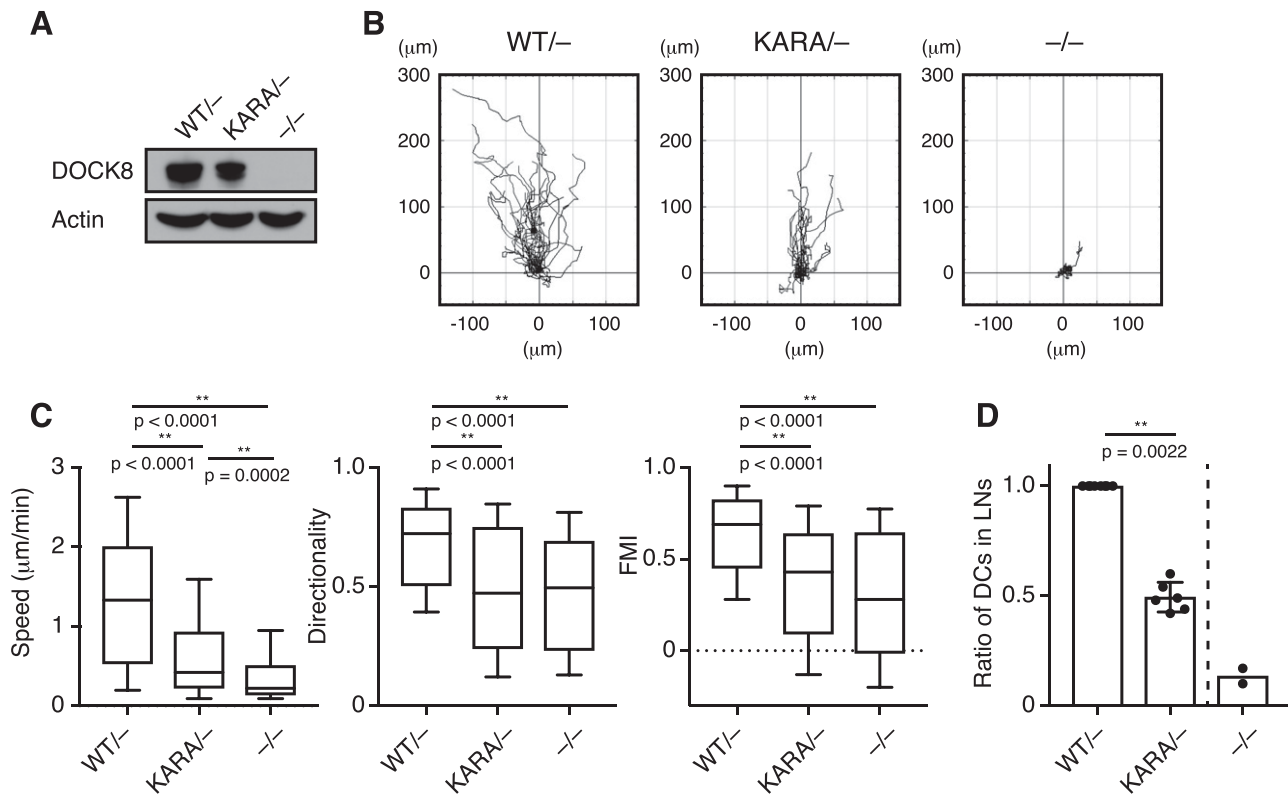 A
WT/–
KARA/–
–/–
DOCK8
Actin
B
(μm) WT/–
(μm) KARA/–
(μm) –/–
300
200
100
0
-100 0 100
(μm)
300
200
100
0
-100 0 100
(μm)
300
200
100
0
-100 0 100
(μm)
C
**
p < 0.0001
**
p < 0.0001
**
p = 0.0002
Speed (μm/min)
3
2
1
0
WT/–
KARA/–
–/–
**
p < 0.0001
**
p < 0.0001
Directionality
1.0
0.5
0
WT/–
KARA/–
–/–
**
p < 0.0001
**
p < 0.0001
FMI
1.0
0.5
0
WT/–
KARA/–
–/–
D
**
p = 0.0022
Ratio of DCs in LNs
1.0
0.5
0
WT/–
KARA/–
–/–